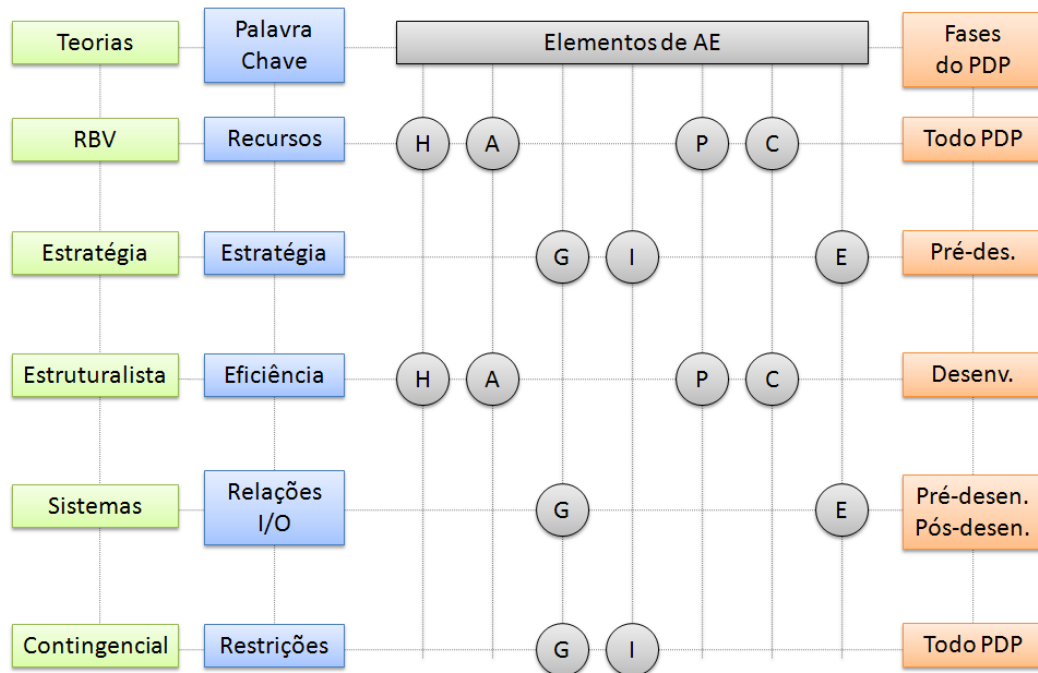 Teorias
Palavra
Chave
Elementos de AE
Fases
do PDP
RBV
Recursos
H
A
P
C
Todo PDP
Estratégia
Estratégia
G
I
E
Pré-des.
Estruturalista
Eficiência
H
A
P
C
Desenv.
Sistemas
Relações
I/O
G
E
Pré-desen.
Pós-desen.
Contingencial
Restrições
G
I
Todo PDP